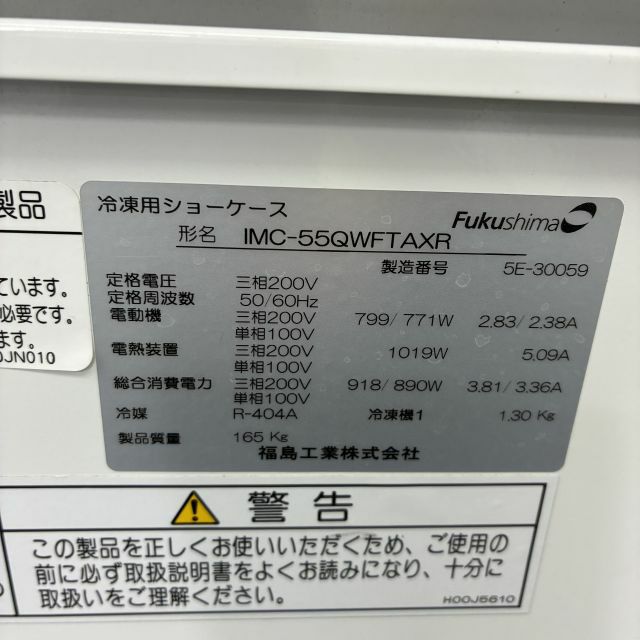 製品
ています。
必要です。
ます。
0JN010
冷凍用ショーケース
Fukushima
形名 IMC-55QWFTAXR
製造番号 5E-30059
定格電圧 三相200V
定格周波数 50/60Hz
電動機 三相200V 799/771W 2.83/2.38A
単相100V
電熱装置 三相200V 1019W 5.09A
単相100V
総合消費電力 三相200V 918/890W 3.81/3.36A
単相100V
冷媒 R-404A 冷凍機1 1.30 Kg
製品質量 165 Kg
福島工業株式会社
警告
この製品を正しくお使いいただくため、ご使用の
前に必ず取扱説明書をよくお読みになり、十分に
取扱いをご理解ください。
H00J5610